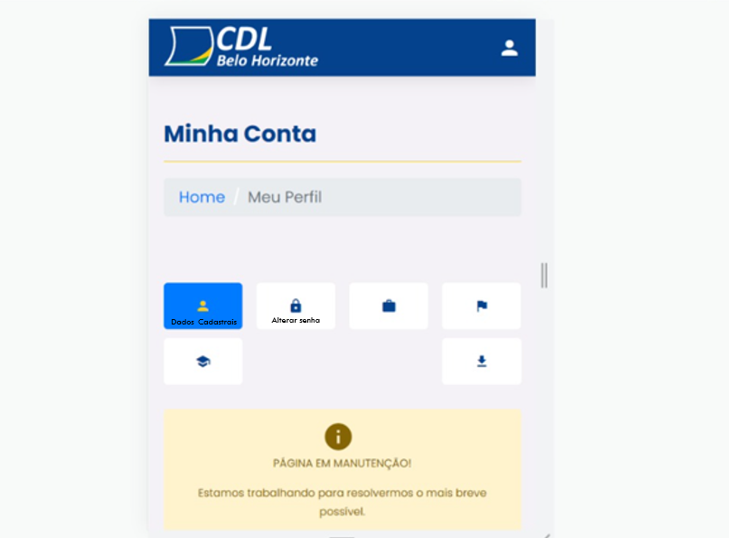 CDL
Belo Horizonte
Minha Conta
Home / Meu Perfil
Dados Cadastrais
Alterar senha
PÁGINA EM MANUTENÇÃO!
Estamos trabalhando para resolvermos o mais breve
possível.